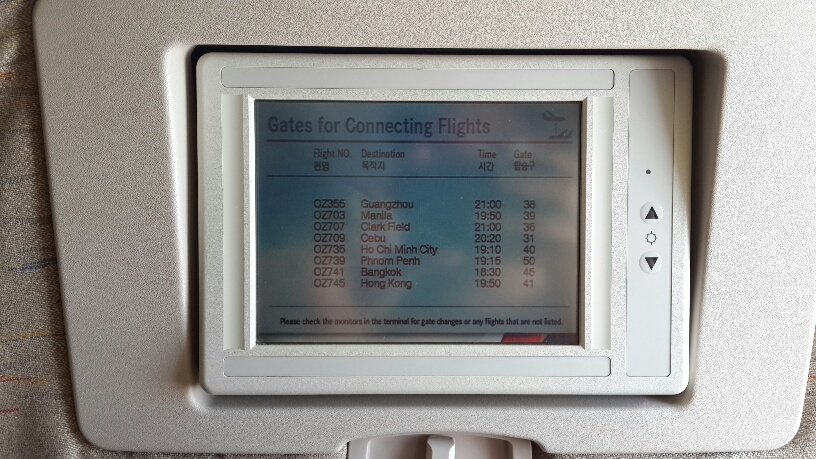 Gates for Connecting Flights
Flight NO. Destination Time Gate
편명 목적지 시간 탑승구
OZ355 Guangzhou 21:00 38
OZ703 Manila 19:50 39
OZ707 Clark Field 21:00 36
OZ709 Cebu 20:20 31
OZ735 Ho Chi Minh City 19:10 40
OZ739 Phnom Penh 19:15 50
OZ741 Bangkok 18:30 46
OZ745 Hong Kong 19:50 41
Please check the monitors in the terminal for gate changes or any flights that are not listed.